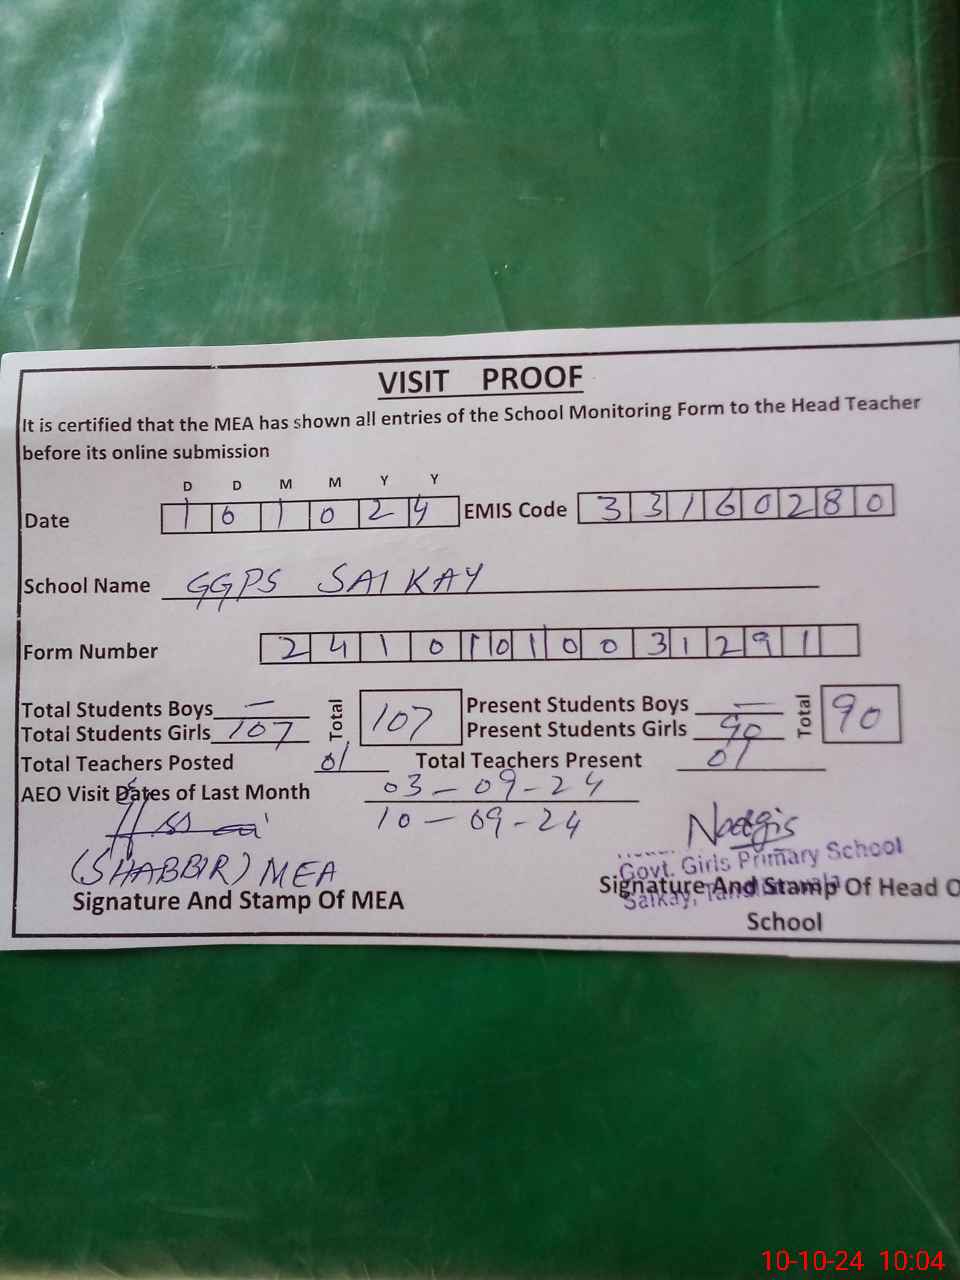 VISIT PROOF
It is certified that the MEA has shown all entries of the School Monitoring Form to the Head Teacher
before its online submission
D D M M Y Y
Date 1 0 1 0 2 4 EMIS Code 3 3 1 6 0 2 8 0
School Name GGPS SAIKAY
Form Number 2 4 1 0 1 0 1 0 0 3 1 2 9 1
Total Students Boys — Total 107 Present Students Boys — Total 90
Total Students Girls 107 Present Students Girls 90
Total Teachers Posted 01 Total Teachers Present 01
AEO Visit Dates of Last Month 03-09-24
10-09-24
Nargis
(SHABBIR) MEA
Govt. Girls Primary School
Saikay,
Signature And Stamp Of MEA Signature And Stamp Of Head O
School
10-10-24 10:04